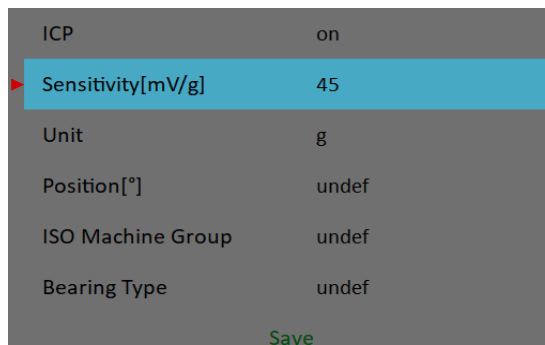 ICP on
Sensitivity[mV/g] 45
Unit g
Position[°] undef
ISO Machine Group undef
Bearing Type undef
Save